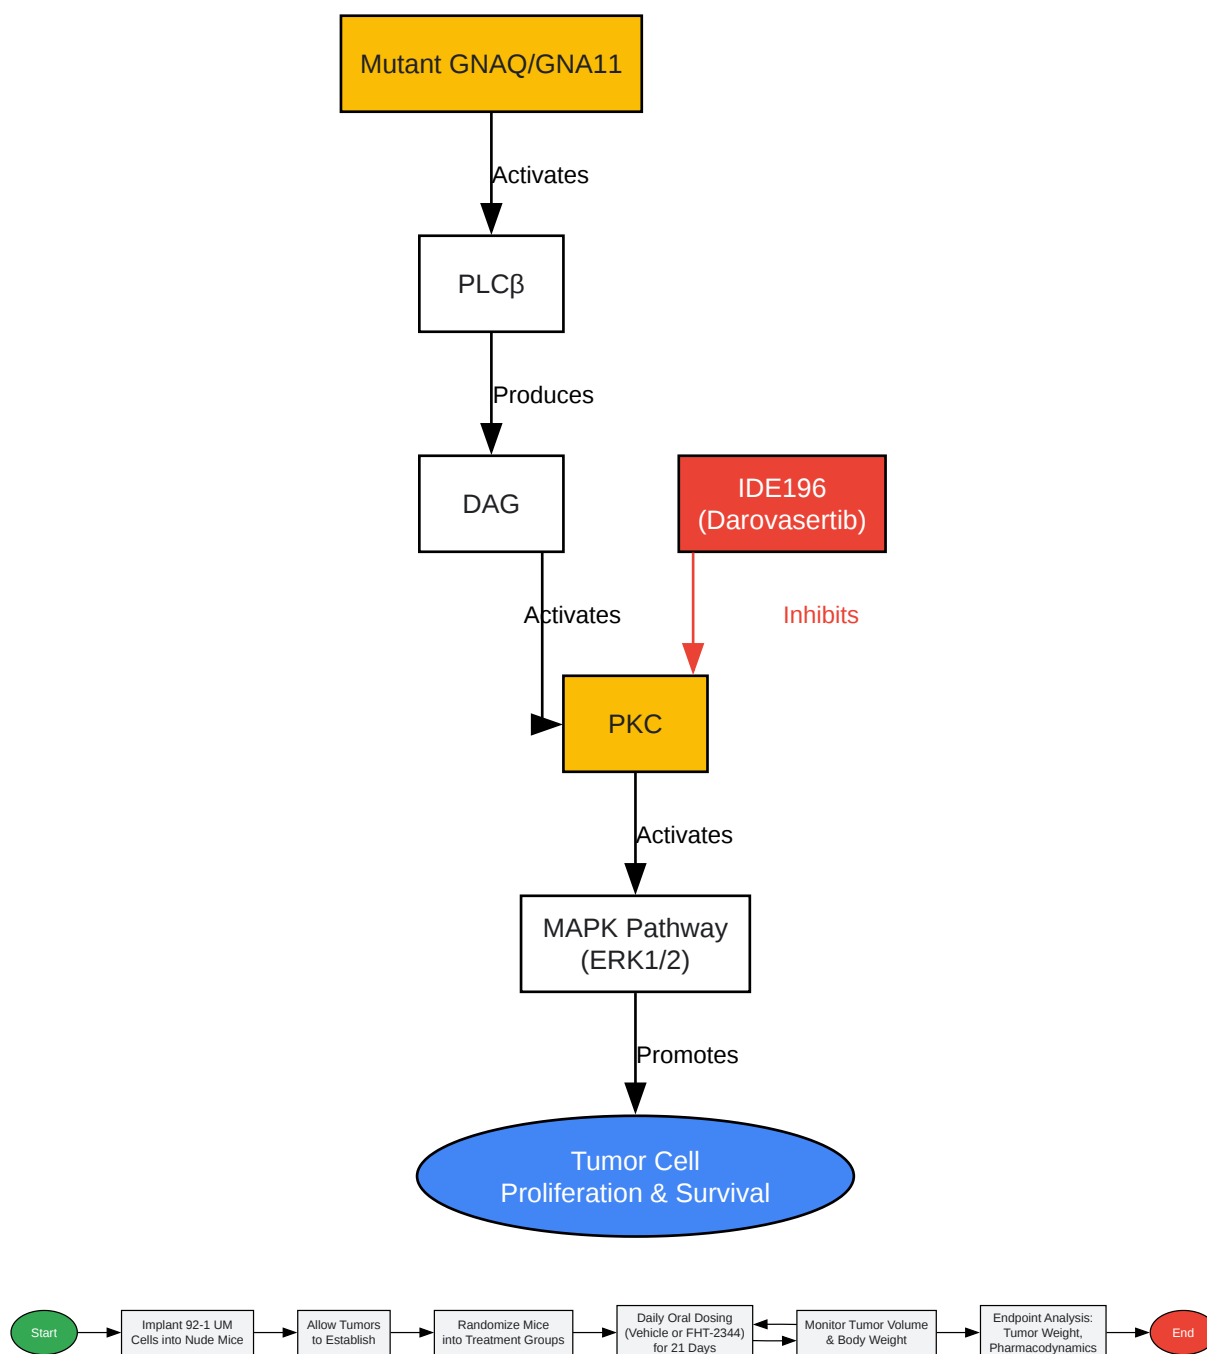 Mutant GNAQ/GNA11
Activates
PLCβ
Produces
DAG
IDE196
(Darovasertib)
Activates
Inhibits
PKC
Activates
MAPK Pathway
(ERK1/2)
Promotes
Tumor Cell
Proliferation & Survival
Start
Implant 92-1 UM
Cells into Nude Mice
Allow Tumors
to Establish
Randomize Mice
into Treatment Groups
Daily Oral Dosing
(Vehicle or FHT-2344)
for 21 Days
Monitor Tumor Volume
& Body Weight
Endpoint Analysis:
Tumor Weight,
Pharmacodynamics
End